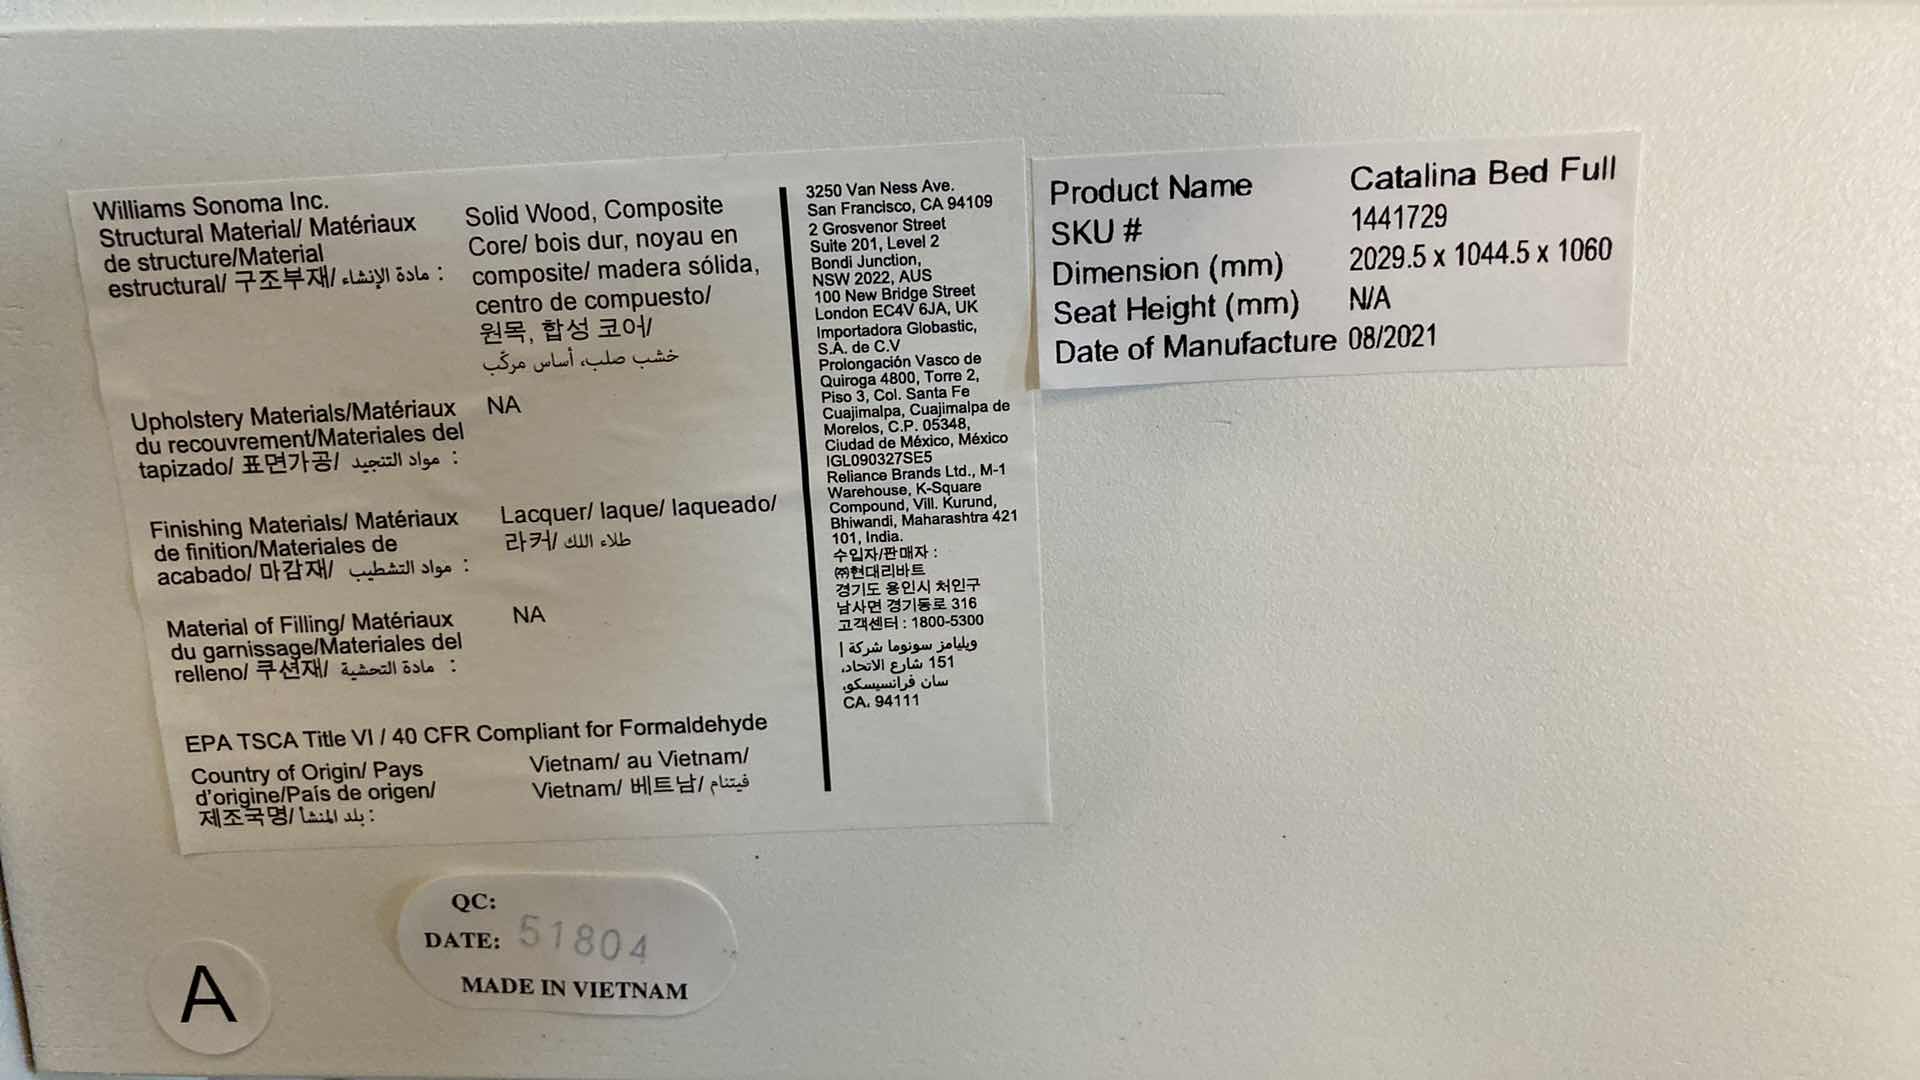 Williams Sonoma Inc.
Structural Material/ Matériaux
de structure/Material
estructural/ 구조부재/ مادة الإنشاء :
Solid Wood, Composite
Core/ bois dur, noyau en
composite/ madera sólida,
centro de compuesto/
원목, 합성 코어/
خشب صلب، أساس مركّب
Upholstery Materials/Matériaux
du recouvrement/Materiales del
tapizado/ 표면가공/ مواد التنجيد :
NA
Finishing Materials/ Matériaux
de finition/Materiales de
acabado/ 마감재/ مواد التشطيب :
Lacquer/ laque/ laqueado/
라커/ طلاء اللك
Material of Filling/ Matériaux
du garnissage/Materiales del
relleno/ 쿠션재/ مادة التحشية :
NA
EPA TSCA Title VI / 40 CFR Compliant for Formaldehyde
Country of Origin/ Pays
d'origine/País de origen/
제조국명/ بلد المنشأ :
Vietnam/ au Vietnam/
Vietnam/ 베트남/ فيتنام
3250 Van Ness Ave.
San Francisco, CA 94109
2 Grosvenor Street
Suite 201, Level 2
Bondi Junction,
NSW 2022, AUS
100 New Bridge Street
London EC4V 6JA, UK
Importadora Globastic,
S.A. de C.V
Prolongación Vasco de
Quiroga 4800, Torre 2,
Piso 3, Col. Santa Fe
Cuajimalpa, Cuajimalpa de
Morelos, C.P. 05348,
Ciudad de México, México
IGL090327SE5
Reliance Brands Ltd., M-1
Warehouse, K-Square
Compound, Vill. Kurund,
Bhiwandi, Maharashtra 421
101, India.
수입자/판매자 :
㈜현대리바트
경기도 용인시 처인구
남사면 경기동로 316
고객센터 : 1800-5300
ويليامز سونوما شركة |
151 شارع الاتحاد،
سان فرانسيسكو،
CA. 94111
Product Name Catalina Bed Full
SKU # 1441729
Dimension (mm) 2029.5 x 1044.5 x 1060
Seat Height (mm) N/A
Date of Manufacture 08/2021
QC:
DATE: 51804
MADE IN VIETNAM
A